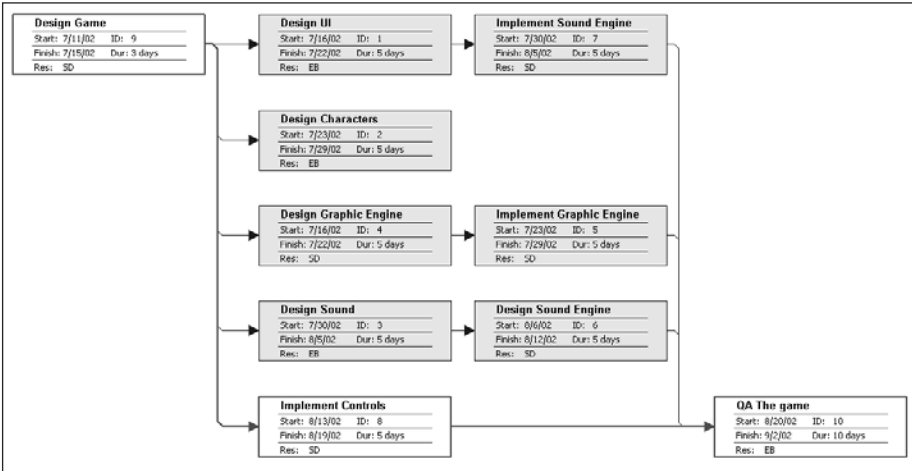 Design Game
Start: 7/11/02 ID: 9
Finish: 7/15/02 Dur: 3 days
Res: SD
Design UI
Start: 7/16/02 ID: 1
Finish: 7/22/02 Dur: 5 days
Res: EB
Implement Sound Engine
Start: 7/30/02 ID: 7
Finish: 8/5/02 Dur: 5 days
Res: SD
Design Characters
Start: 7/23/02 ID: 2
Finish: 7/29/02 Dur: 5 days
Res: EB
Design Graphic Engine
Start: 7/16/02 ID: 4
Finish: 7/22/02 Dur: 5 days
Res: SD
Implement Graphic Engine
Start: 7/23/02 ID: 5
Finish: 7/29/02 Dur: 5 days
Res: SD
Design Sound
Start: 7/30/02 ID: 3
Finish: 8/5/02 Dur: 5 days
Res: EB
Design Sound Engine
Start: 8/6/02 ID: 6
Finish: 8/12/02 Dur: 5 days
Res: SD
Implement Controls
Start: 8/13/02 ID: 8
Finish: 8/19/02 Dur: 5 days
Res: SD
QA The game
Start: 8/20/02 ID: 10
Finish: 9/2/02 Dur: 10 days
Res: EB